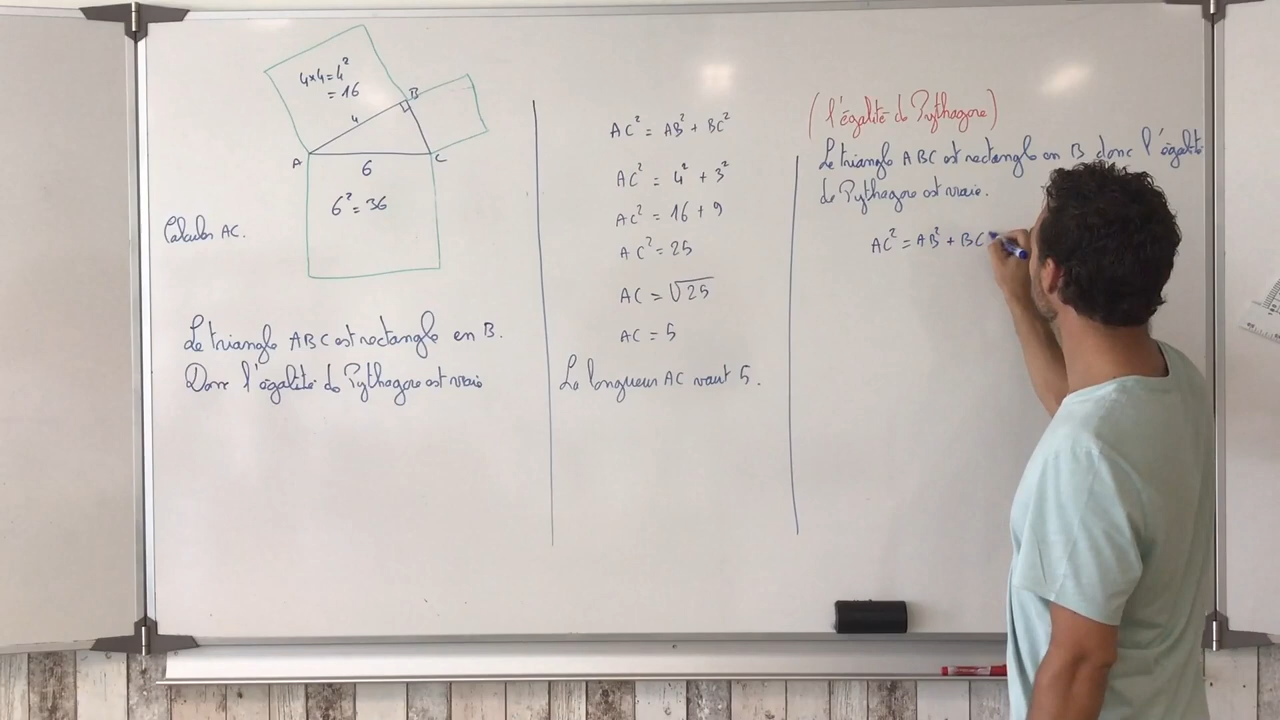 4×4=4²
=16
B
4
A
C
6
6²=36
Calculer AC.
Le triangle ABC est rectangle en B.
Donc l'égalité de Pythagore est vraie
AC² = AB² + BC²
AC² = 4² + 3²
AC² = 16 + 9
AC² = 25
AC = √25
AC = 5
La longueur AC vaut 5.
(l'égalité de Pythagore)
Le triangle ABC est rectangle en B donc l'égalité
de Pythagore est vraie.
AC² = AB² + BC